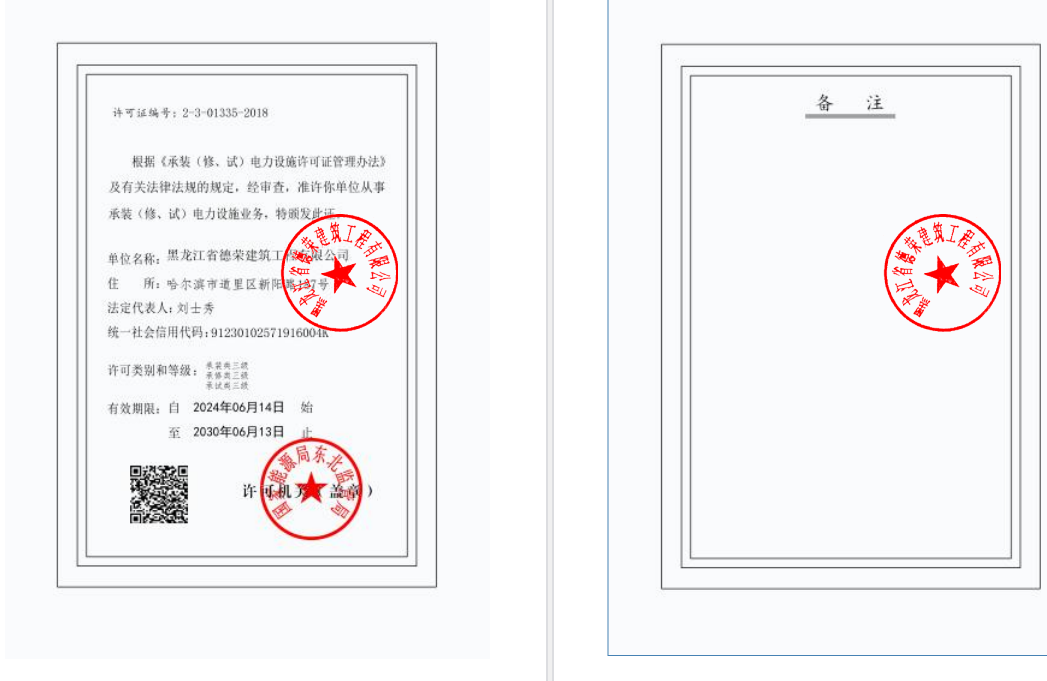 许可证编号：2-3-01335-2018
根据《承装（修、试）电力设施许可证管理办法》
及有关法律法规的规定，经审查，准许你单位从事
承装（修、试）电力设施业务，特颁发此证。
单位名称：黑龙江省德荣建筑工程有限公司
住 所：哈尔滨市道里区新阳路 号
法定代表人：刘士秀
统一社会信用代码：91230102571916004K
许可类别和等级：承装类三级
承修类三级
承试类三级
有效期限：自 2024年06月14日 始
至 2030年06月13日 止
许可机关（盖章）
国家能源局东北监管局
黑龙江省德荣建筑工程有限公司
备 注
黑龙江省德荣建筑工程有限公司